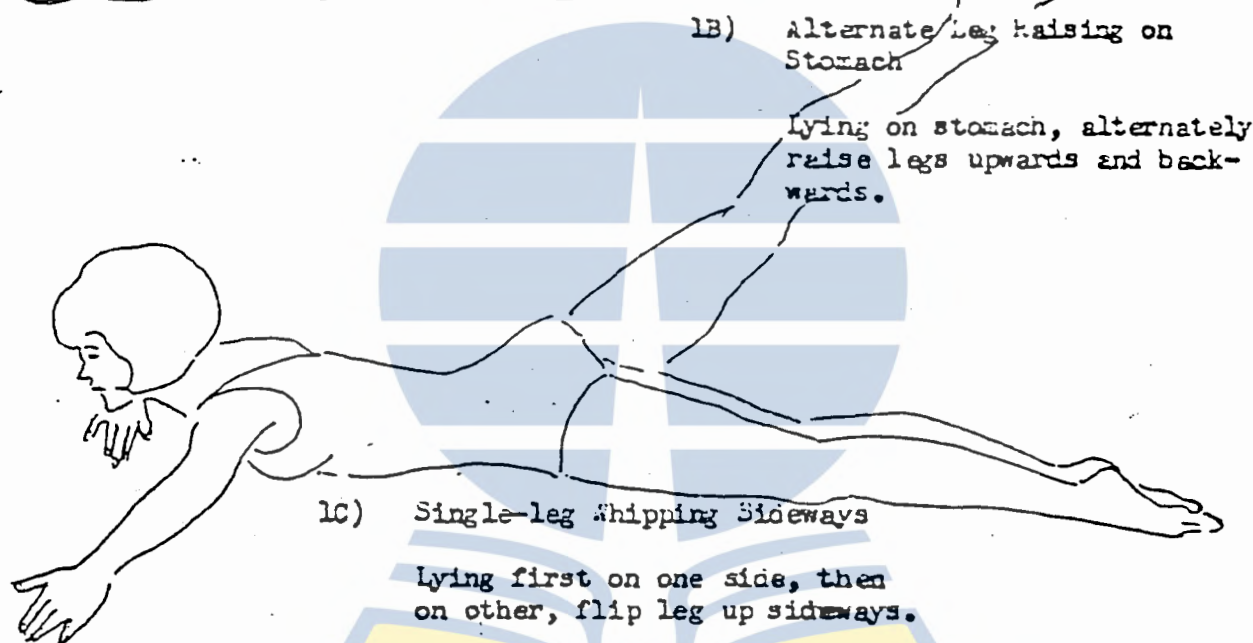 1B) Alternate Leg Raising on
Stomach
Lying on stomach, alternately
raise legs upwards and back-
wards.
1C) Single-leg Whipping Sideways
Lying first on one side, then
on other, flip leg up sideways.